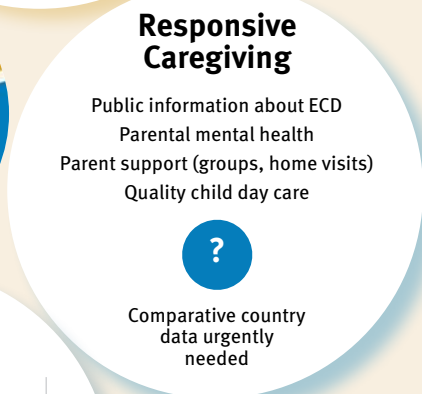 Responsive
Caregiving
Public information about ECD
Parental mental health
Parent support (groups, home visits)
Quality child day care
?
Comparative country
data urgently
needed